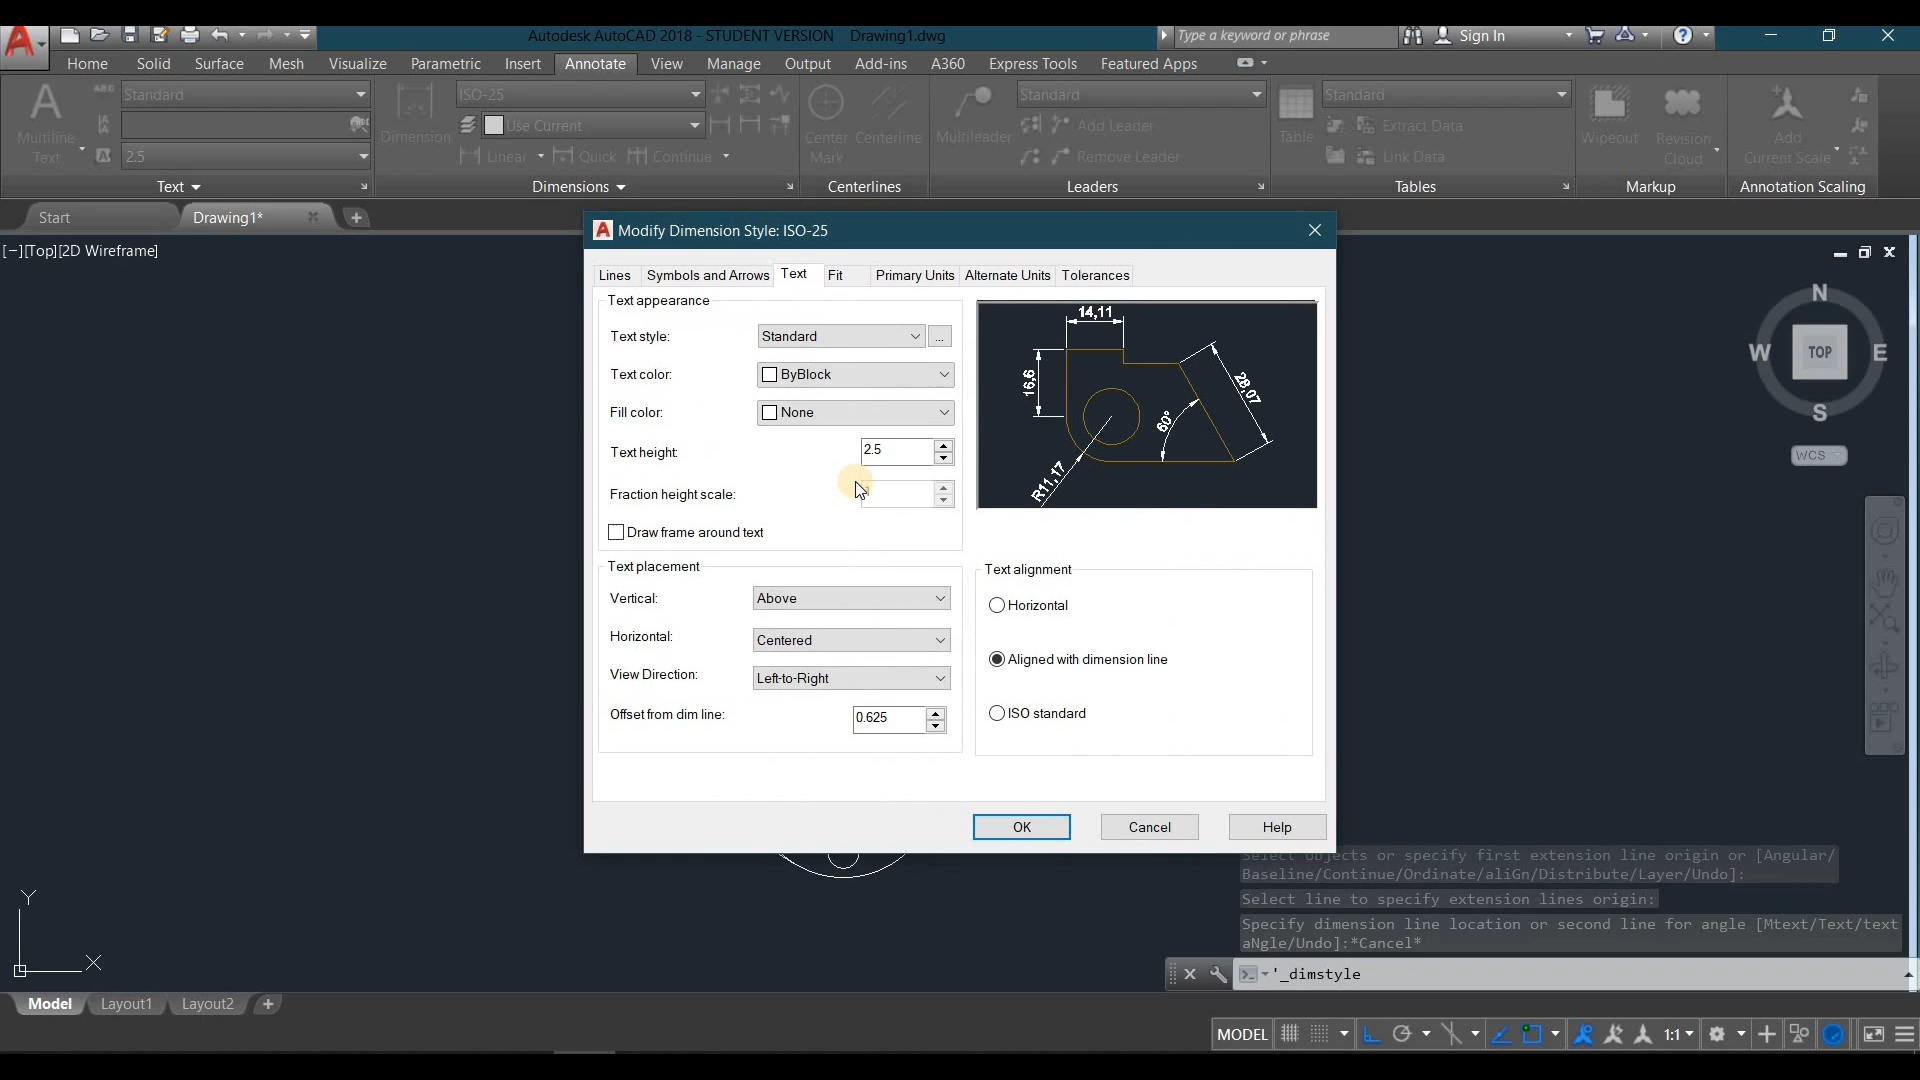 Autodesk AutoCAD 2018 - STUDENT VERSION Drawing1.dwg
Type a keyword or phrase
Sign In
Home Solid Surface Mesh Visualize Parametric Insert Annotate View Manage Output Add-ins A360 Express Tools Featured Apps
Standard
ISO-25
Standard
Standard
Use Current
Add Leader
Extract Data
Multiline
Text
Dimension
Center
Mark
Centerline
Multileader
Table
Wipeout
Revision
Cloud
Add
Current Scale
2.5
Linear
Quick
Continue
Remove Leader
Link Data
Text
Dimensions
Centerlines
Leaders
Tables
Markup
Annotation Scaling
Start
Drawing1*
[−][Top][2D Wireframe]
Modify Dimension Style: ISO-25
Lines Symbols and Arrows Text Fit Primary Units Alternate Units Tolerances
Text appearance
Text style: Standard ...
Text color: ByBlock
Fill color: None
Text height: 2.5
Fraction height scale:
Draw frame around text
14,11
16,6
28,07
60°
R11,17
Text placement
Vertical: Above
Horizontal: Centered
View Direction: Left-to-Right
Offset from dim line: 0.625
Text alignment
Horizontal
Aligned with dimension line
ISO standard
OK
Cancel
Help
N
W TOP E
S
WCS
Select objects or specify first extension line origin or [Angular/
Baseline/Continue/Ordinate/aliGn/Distribute/Layer/Undo]:
Select line to specify extension lines origin:
Specify dimension line location or second line for angle [Mtext/Text/text
aNgle/Undo]:*Cancel*
'_dimstyle
Y
X
Model Layout1 Layout2
MODEL
1:1